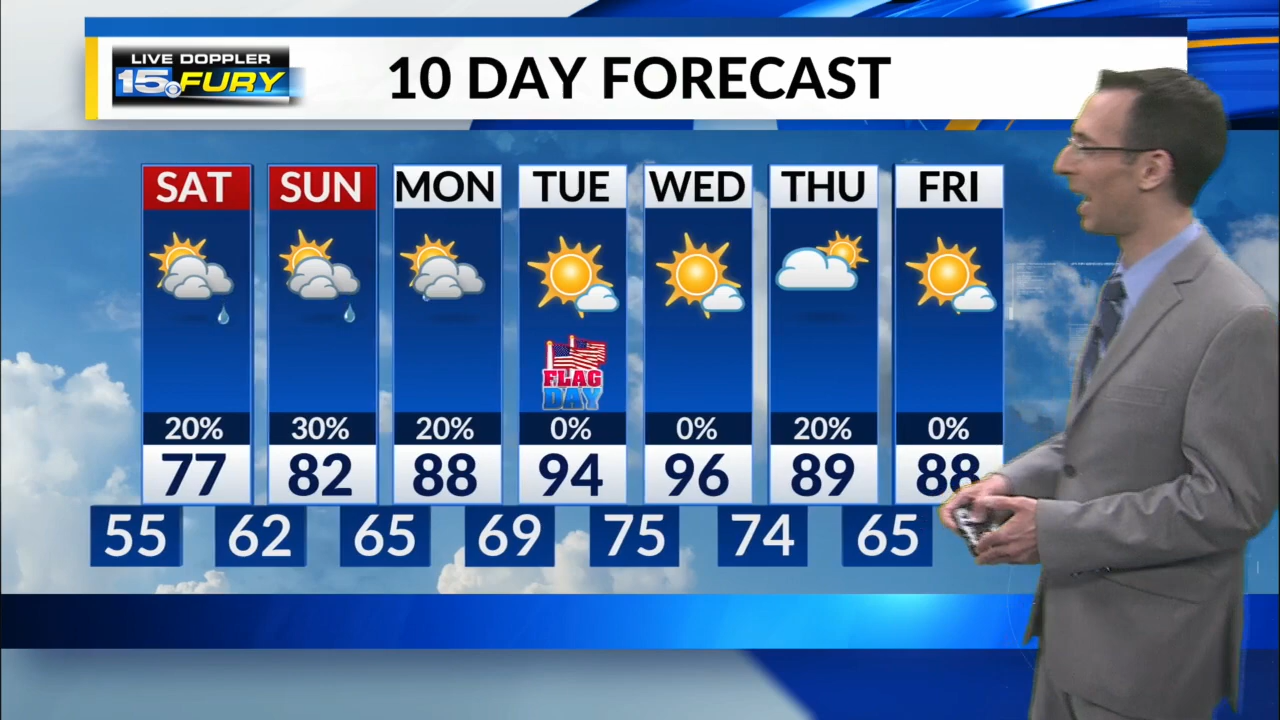 LIVE DOPPLER
15 FURY
10 DAY FORECAST
SAT SUN MON TUE WED THU FRI
FLAG
DAY
20% 30% 20% 0% 0% 20% 0%
77 82 88 94 96 89 88
55 62 65 69 75 74 65